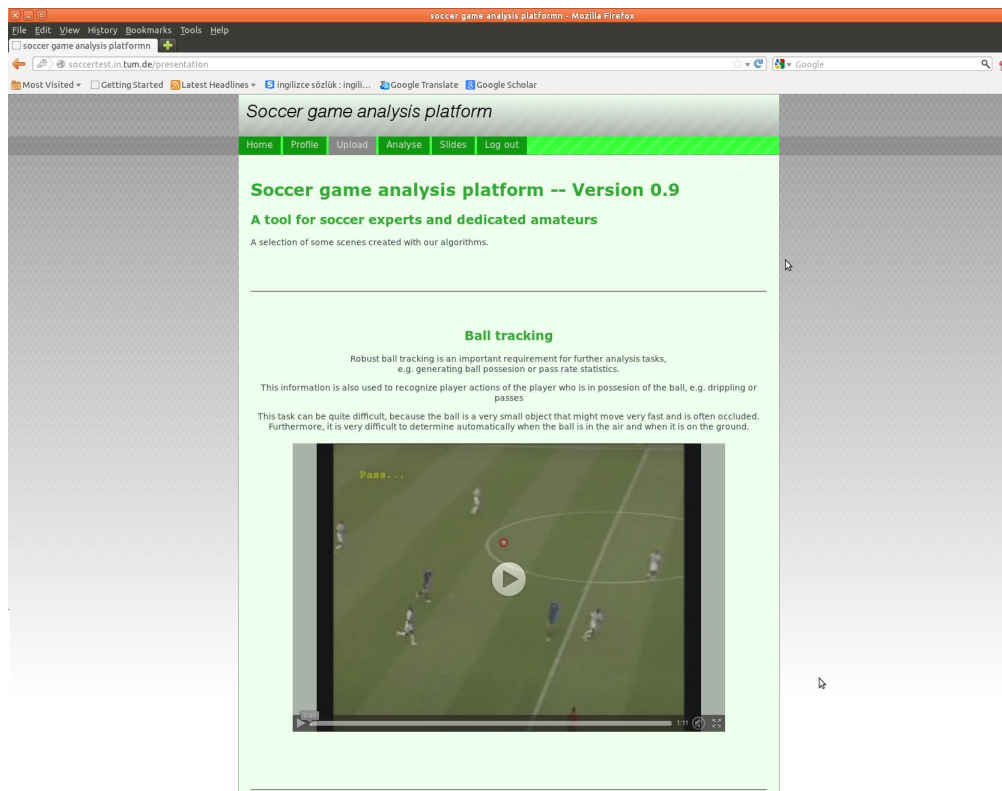 soccer game analysis platformn - Mozilla Firefox
File Edit View History Bookmarks Tools Help
soccer game analysis platformn
soccertest.in.tum.de/presentation
Google
Most Visited Getting Started Latest Headlines ingilizce sözlük : ingili... Google Translate Google Scholar
Soccer game analysis platform
Home Profile Upload Analyse Slides Log out
Soccer game analysis platform -- Version 0.9
A tool for soccer experts and dedicated amateurs
A selection of some scenes created with our algorithms.
Ball tracking
Robust ball tracking is an important requirement for further analysis tasks,
e.g. generating ball possesion or pass rate statistics.
This information is also used to recognize player actions of the player who is in possesion of the ball, e.g. drippling or
passes
This task can be quite difficult, because the ball is a very small object that might move very fast and is often occluded.
Furthermore, it is very difficult to determine automatically when the ball is in the air and when it is on the ground.
Pass...
1:11